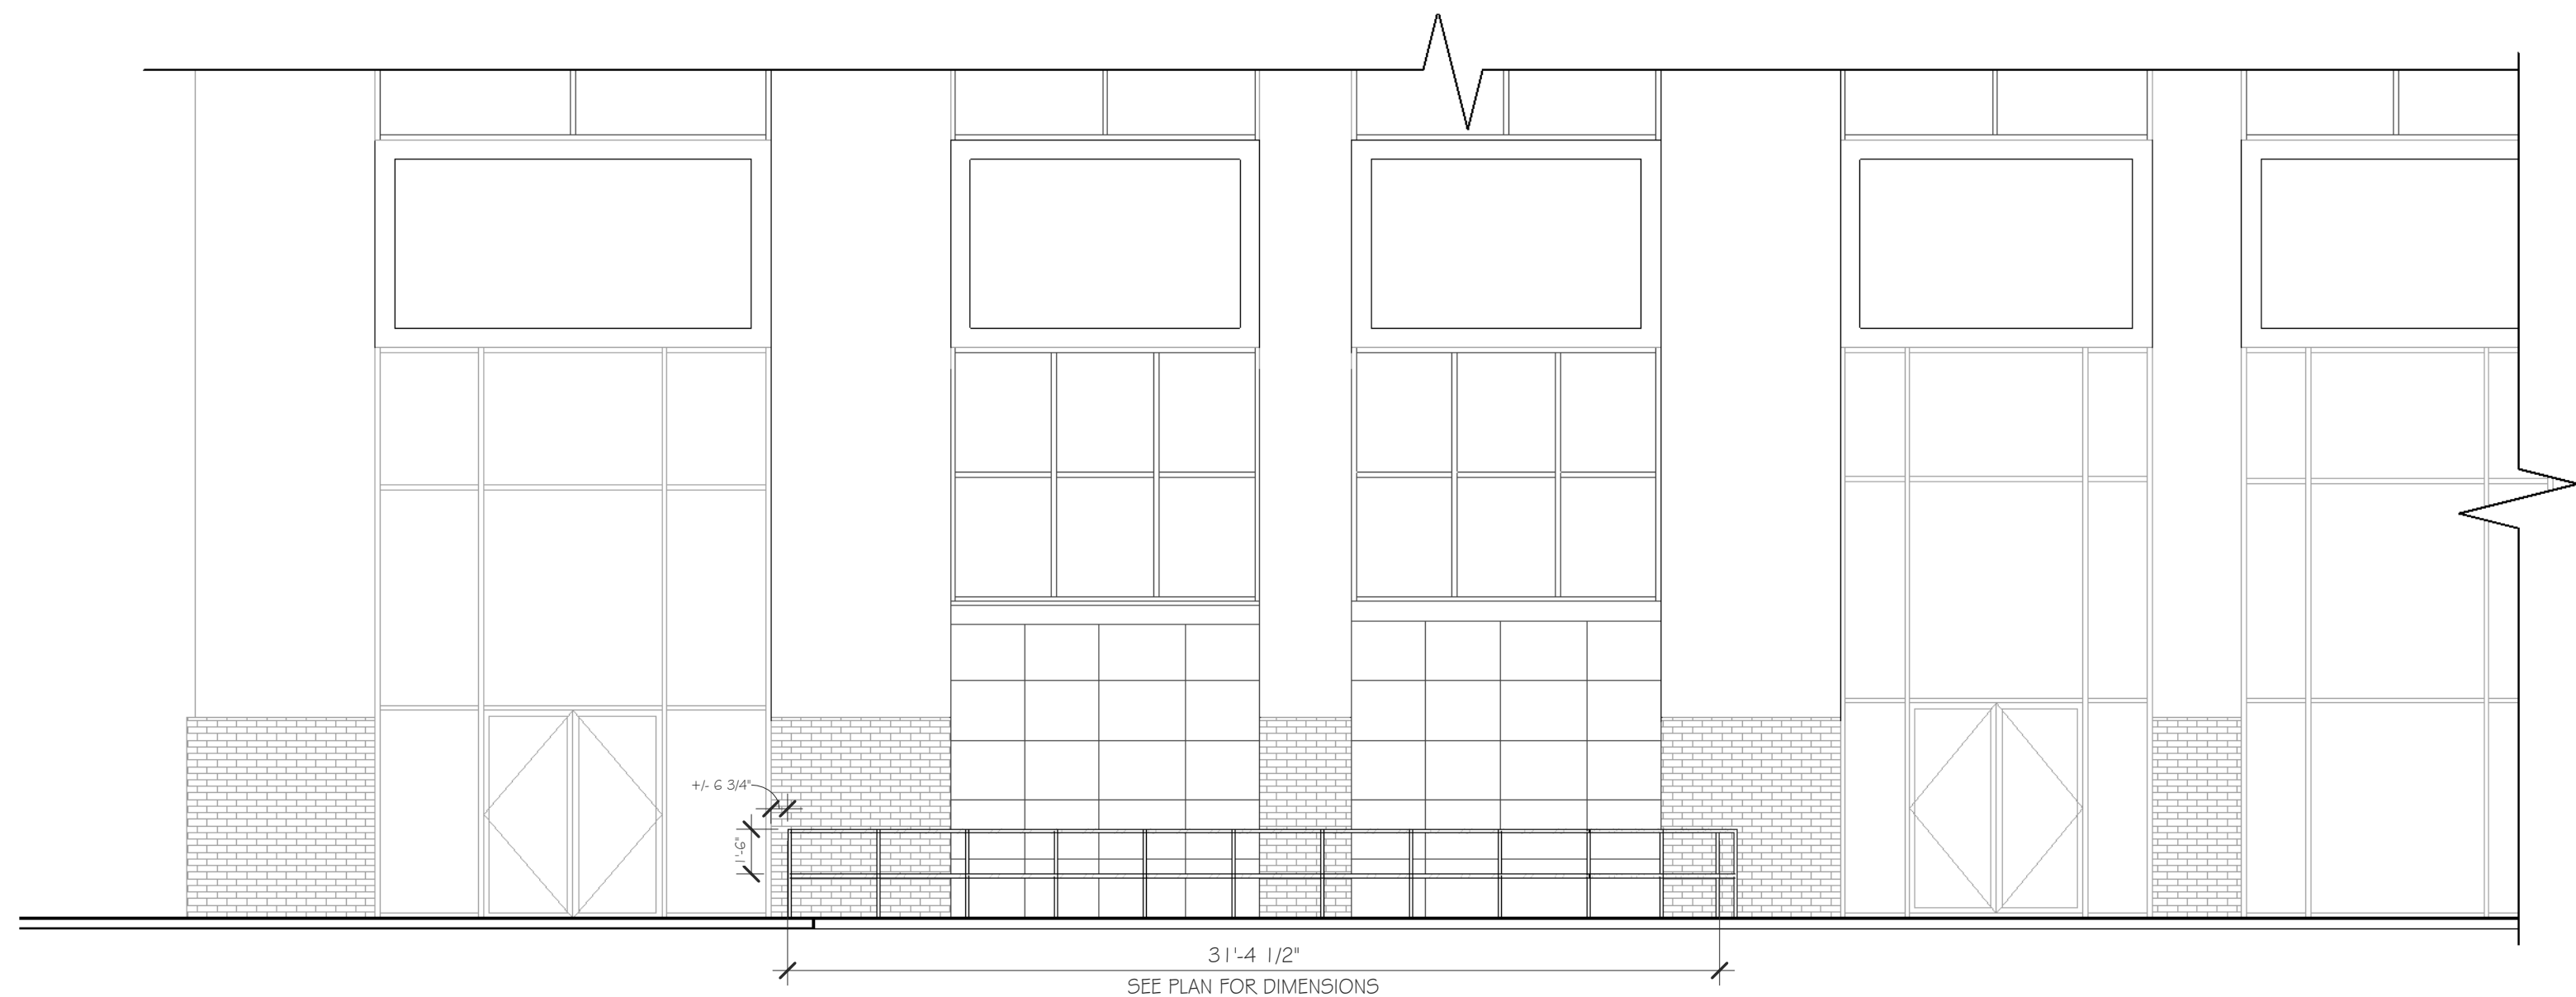 +/- 6 3/4"
1'-6"
31'-4 1/2"
SEE PLAN FOR DIMENSIONS